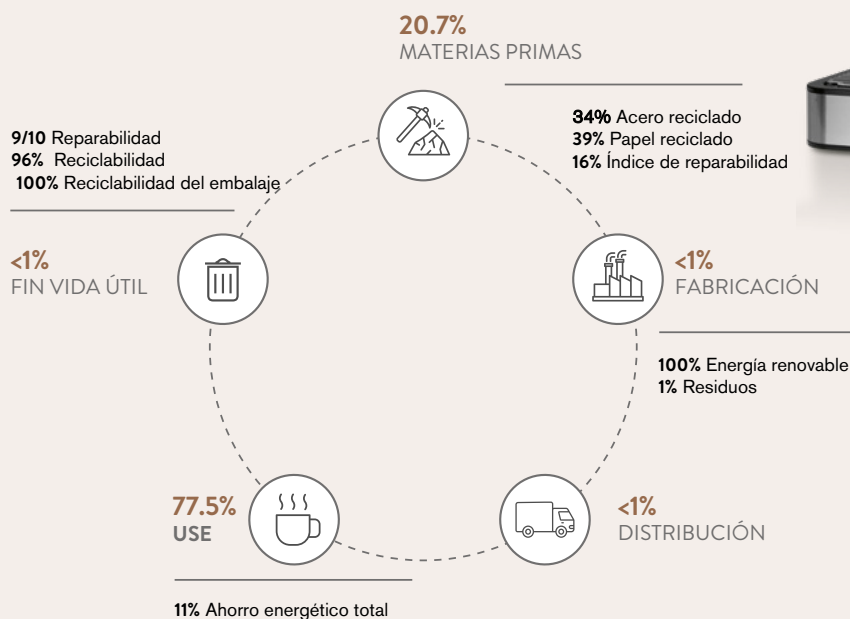 20.7%
MATERIAS PRIMAS
34% Acero reciclado
39% Papel reciclado
16% Índice de reparabilidad
9/10 Reparabilidad
96% Reciclabilidad
100% Reciclabilidad del embalaje
<1%
FIN VIDA ÚTIL
<1%
FABRICACIÓN
100% Energía renovable
1% Residuos
77.5%
USE
11% Ahorro energético total
<1%
DISTRIBUCIÓN